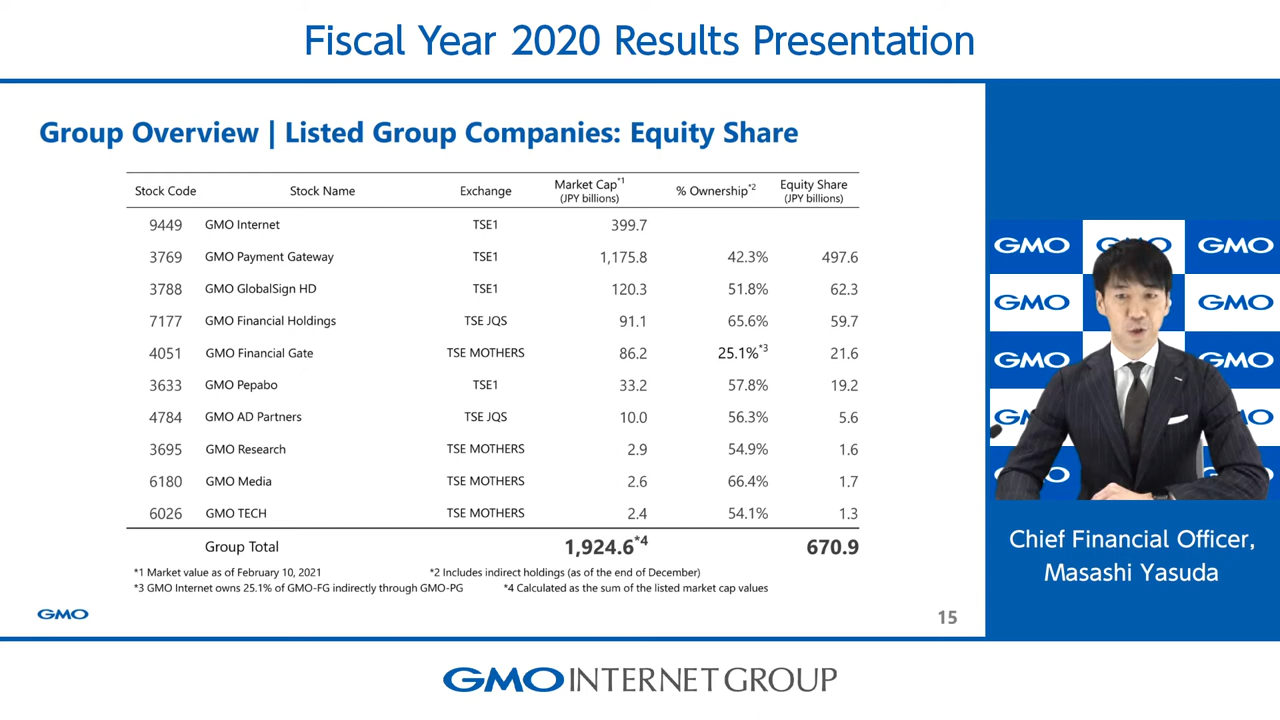 Fiscal Year 2020 Results Presentation
Group Overview | Listed Group Companies: Equity Share
Stock Code Stock Name Exchange Market Cap*1 (JPY billions) % Ownership*2 Equity Share (JPY billions)
9449 GMO Internet TSE1 399.7
3769 GMO Payment Gateway TSE1 1,175.8 42.3% 497.6
3788 GMO GlobalSign HD TSE1 120.3 51.8% 62.3
7177 GMO Financial Holdings TSE JQS 91.1 65.6% 59.7
4051 GMO Financial Gate TSE MOTHERS 86.2 25.1%*3 21.6
3633 GMO Pepabo TSE1 33.2 57.8% 19.2
4784 GMO AD Partners TSE JQS 10.0 56.3% 5.6
3695 GMO Research TSE MOTHERS 2.9 54.9% 1.6
6180 GMO Media TSE MOTHERS 2.6 66.4% 1.7
6026 GMO TECH TSE MOTHERS 2.4 54.1% 1.3
Group Total 1,924.6*4 670.9
*1 Market value as of February 10, 2021 *2 Includes indirect holdings (as of the end of December)
*3 GMO Internet owns 25.1% of GMO-FG indirectly through GMO-PG *4 Calculated as the sum of the listed market cap values
GMO
15
GMO GMO GMO
GMO GMO
GMO GMO
Chief Financial Officer,
Masashi Yasuda
GMO INTERNET GROUP